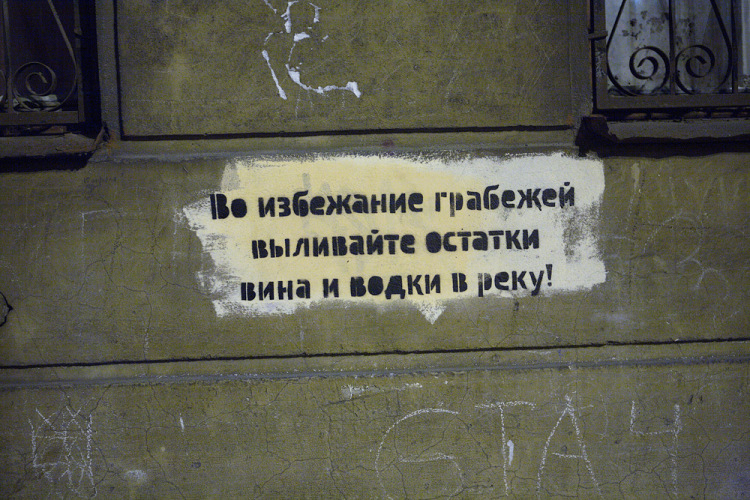 Во избежание грабежей
выливайте остатки
вина и водки в реку!